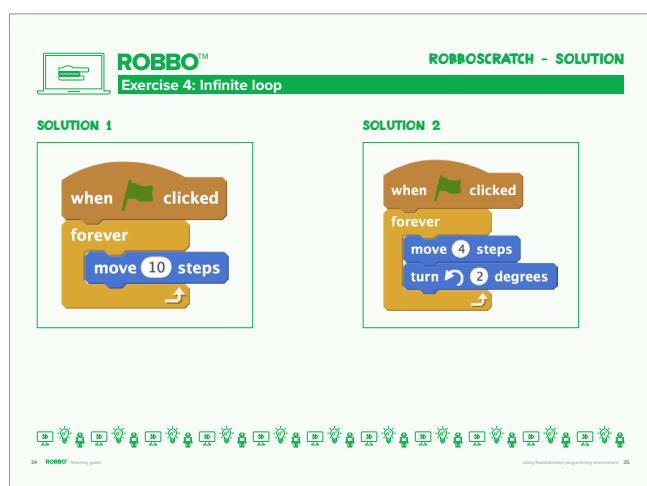 ROBBO™
ROBBOSCRATCH - SOLUTION
Exercise 4: Infinite loop
SOLUTION 1
when clicked
forever
move 10 steps
SOLUTION 2
when clicked
forever
move 4 steps
turn 2 degrees
34 ROBBO™ Teaching guide
Using RobboScratch programming environment 35